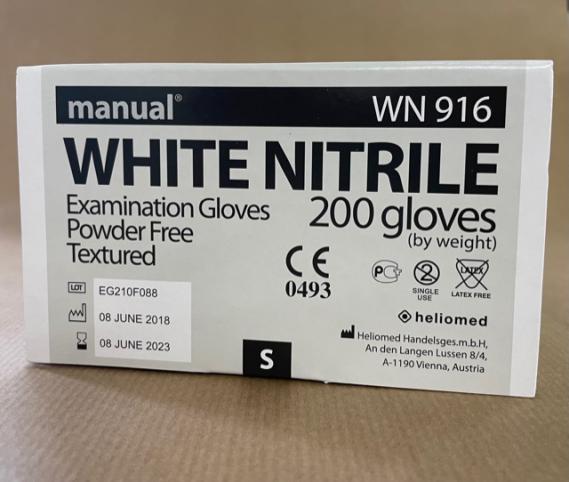 manual®
WN 916
WHITE NITRILE
Examination Gloves
Powder Free
Textured
200 gloves
(by weight)
CE
0493
PCT
2
SINGLE
USE
LATEX
LATEX FREE
LOT
EG210F088
08 JUNE 2018
08 JUNE 2023
heliomed
Heliomed Handelsges.m.b.H,
An den Langen Lussen 8/4,
A-1190 Vienna, Austria
S